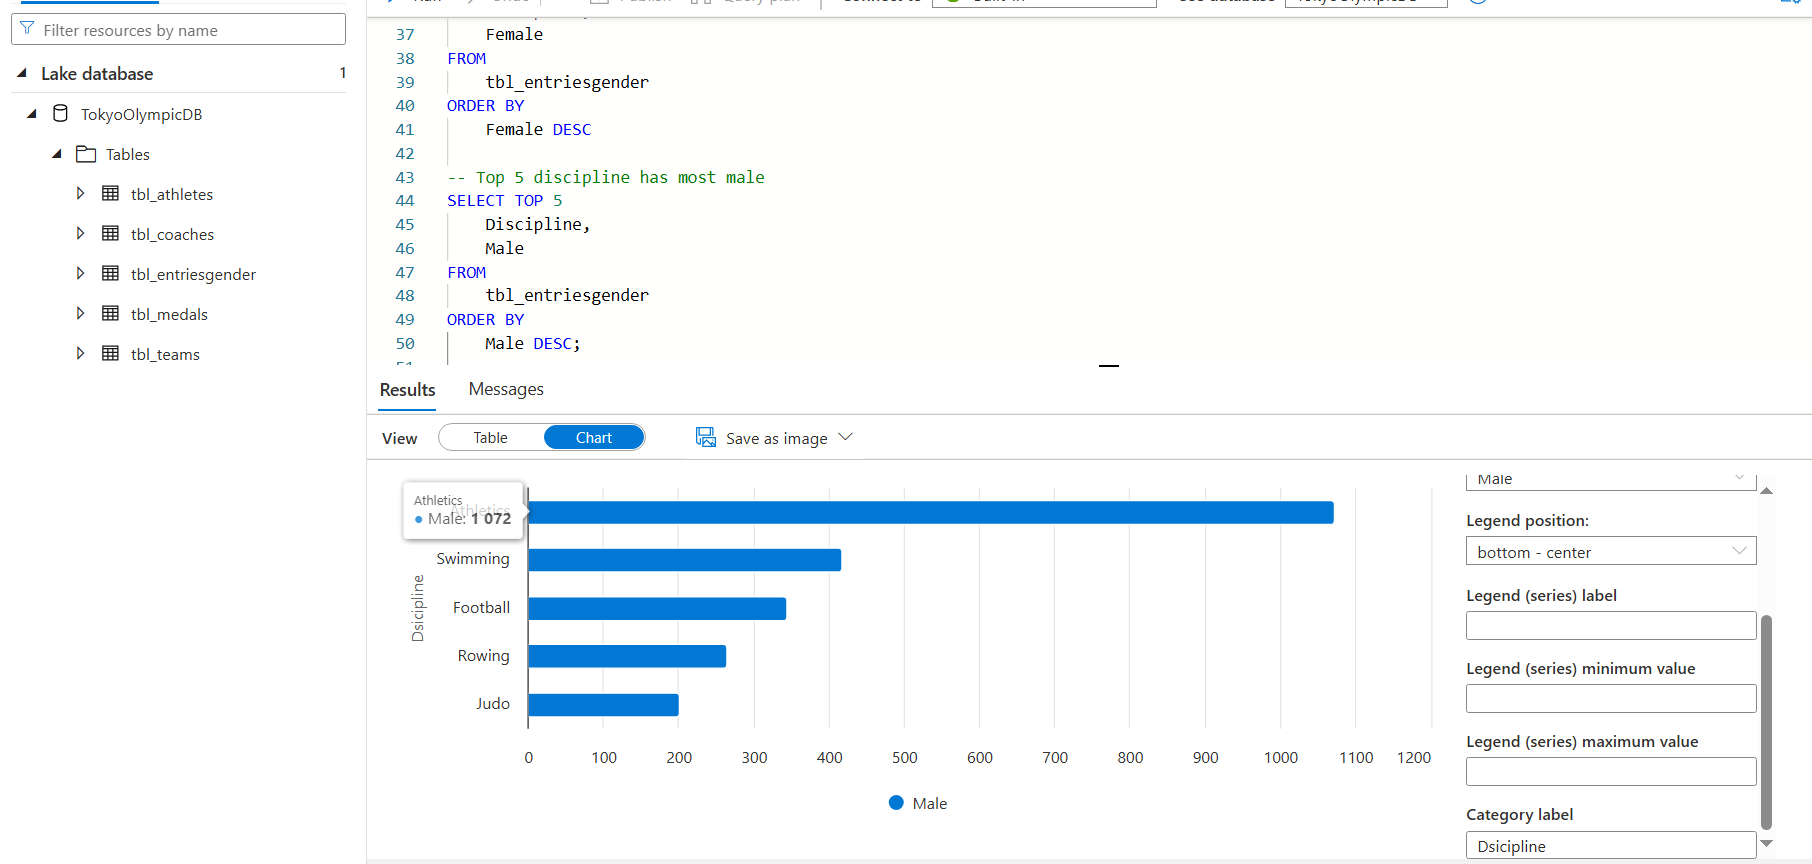 Filter resources by name
Lake database 1
TokyoOlympicDB
Tables
tbl_athletes
tbl_coaches
tbl_entriesgender
tbl_medals
tbl_teams
37 Female
38 FROM
39 tbl_entriesgender
40 ORDER BY
41 Female DESC
42
43 -- Top 5 discipline has most male
44 SELECT TOP 5
45 Discipline,
46 Male
47 FROM
48 tbl_entriesgender
49 ORDER BY
50 Male DESC;
Results Messages
View Table Chart Save as image
Athletics
Male: 1 072
Athletics
Swimming
Football
Rowing
Judo
Dsicipline
0 100 200 300 400 500 600 700 800 900 1000 1100 1200
Male
Male
Legend position:
bottom - center
Legend (series) label
Legend (series) minimum value
Legend (series) maximum value
Category label
Dsicipline